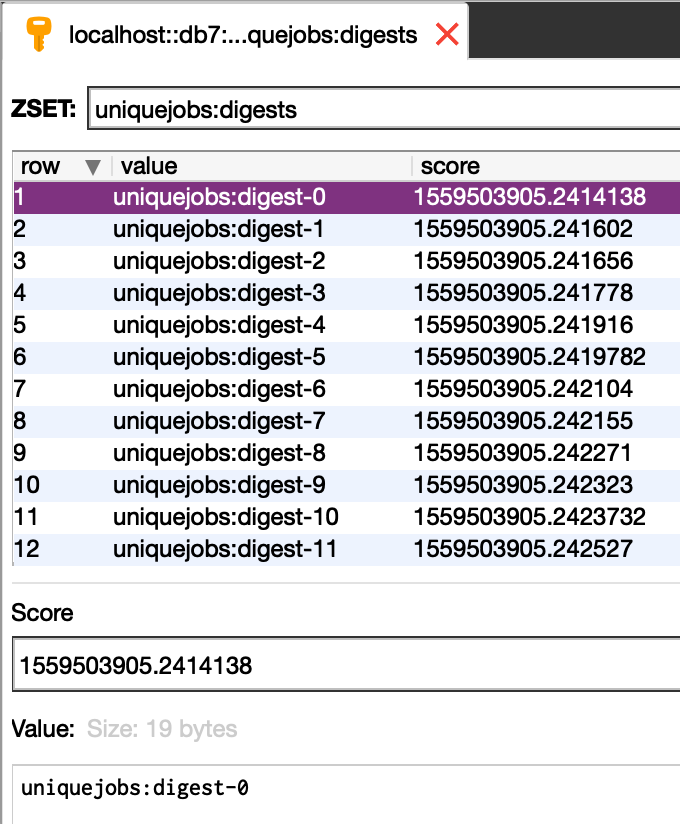 localhost::db7:...quejobs:digests
ZSET: uniquejobs:digests
row value score
1 uniquejobs:digest-0 1559503905.2414138
2 uniquejobs:digest-1 1559503905.241602
3 uniquejobs:digest-2 1559503905.241656
4 uniquejobs:digest-3 1559503905.241778
5 uniquejobs:digest-4 1559503905.241916
6 uniquejobs:digest-5 1559503905.2419782
7 uniquejobs:digest-6 1559503905.242104
8 uniquejobs:digest-7 1559503905.242155
9 uniquejobs:digest-8 1559503905.242271
10 uniquejobs:digest-9 1559503905.242323
11 uniquejobs:digest-10 1559503905.2423732
12 uniquejobs:digest-11 1559503905.242527
Score
1559503905.2414138
Value: Size: 19 bytes
uniquejobs:digest-0